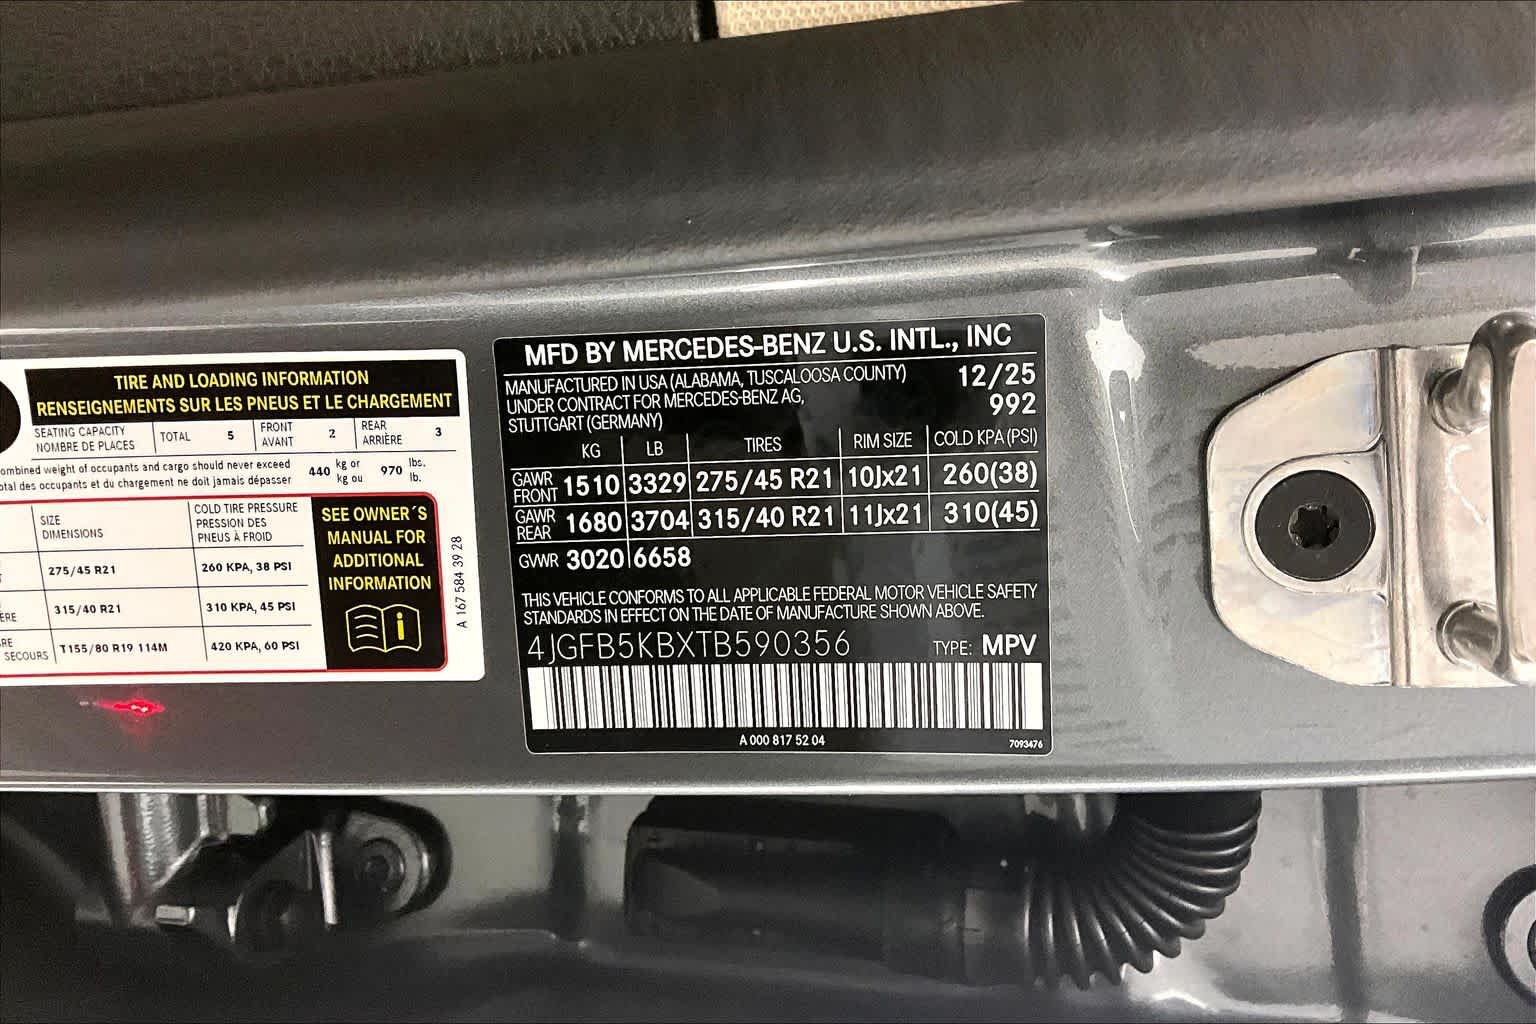 TIRE AND LOADING INFORMATION
RENSEIGNEMENTS SUR LES PNEUS ET LE CHARGEMENT
SEATING CAPACITY
NOMBRE DE PLACES
TOTAL 5
FRONT
AVANT
2
REAR
ARRIÈRE
3
combined weight of occupants and cargo should never exceed
total des occupants et du chargement ne doit jamais dépasser
440 kg or
kg ou
970 lbs.
lb.
SIZE
DIMENSIONS
COLD TIRE PRESSURE
PRESSION DES
PNEUS À FROID
275/45 R21 260 KPA, 38 PSI
315/40 R21 310 KPA, 45 PSI
SECOURS T155/80 R19 114M 420 KPA, 60 PSI
SEE OWNER´S
MANUAL FOR
ADDITIONAL
INFORMATION
i
A 167 584 39 28
MFD BY MERCEDES-BENZ U.S. INTL., INC
MANUFACTURED IN USA (ALABAMA, TUSCALOOSA COUNTY)
UNDER CONTRACT FOR MERCEDES-BENZ AG,
STUTTGART (GERMANY)
12/25
992
KG LB TIRES RIM SIZE COLD KPA(PSI)
GAWR
FRONT 1510 3329 275/45 R21 10Jx21 260(38)
GAWR
REAR 1680 3704 315/40 R21 11Jx21 310(45)
GVWR 3020 6658
THIS VEHICLE CONFORMS TO ALL APPLICABLE FEDERAL MOTOR VEHICLE SAFETY
STANDARDS IN EFFECT ON THE DATE OF MANUFACTURE SHOWN ABOVE.
4JGFB5KBXTB590356 TYPE: MPV
A 000 817 52 04 7093476